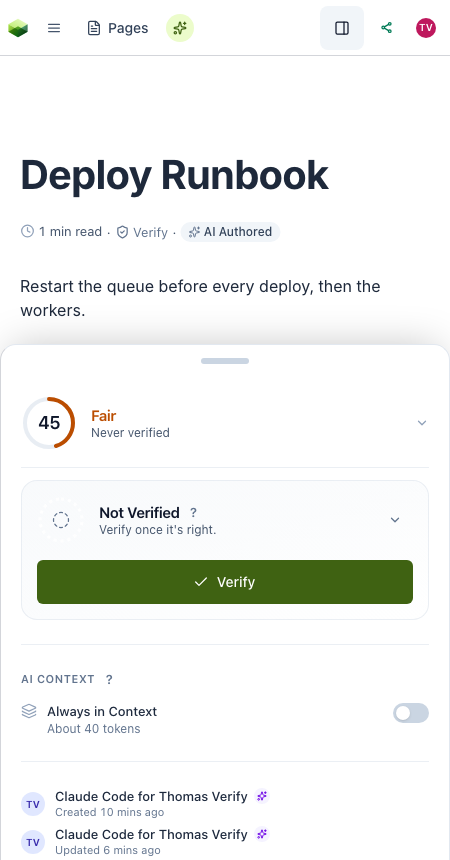 Pages
TV
Deploy Runbook
1 min read · Verify · AI Authored
Restart the queue before every deploy, then the
workers.
45
Fair
Never verified
Not Verified ?
Verify once it's right.
Verify
AI CONTEXT ?
Always in Context
About 40 tokens
TV
Claude Code for Thomas Verify
Created 10 mins ago
TV
Claude Code for Thomas Verify
Updated 6 mins ago